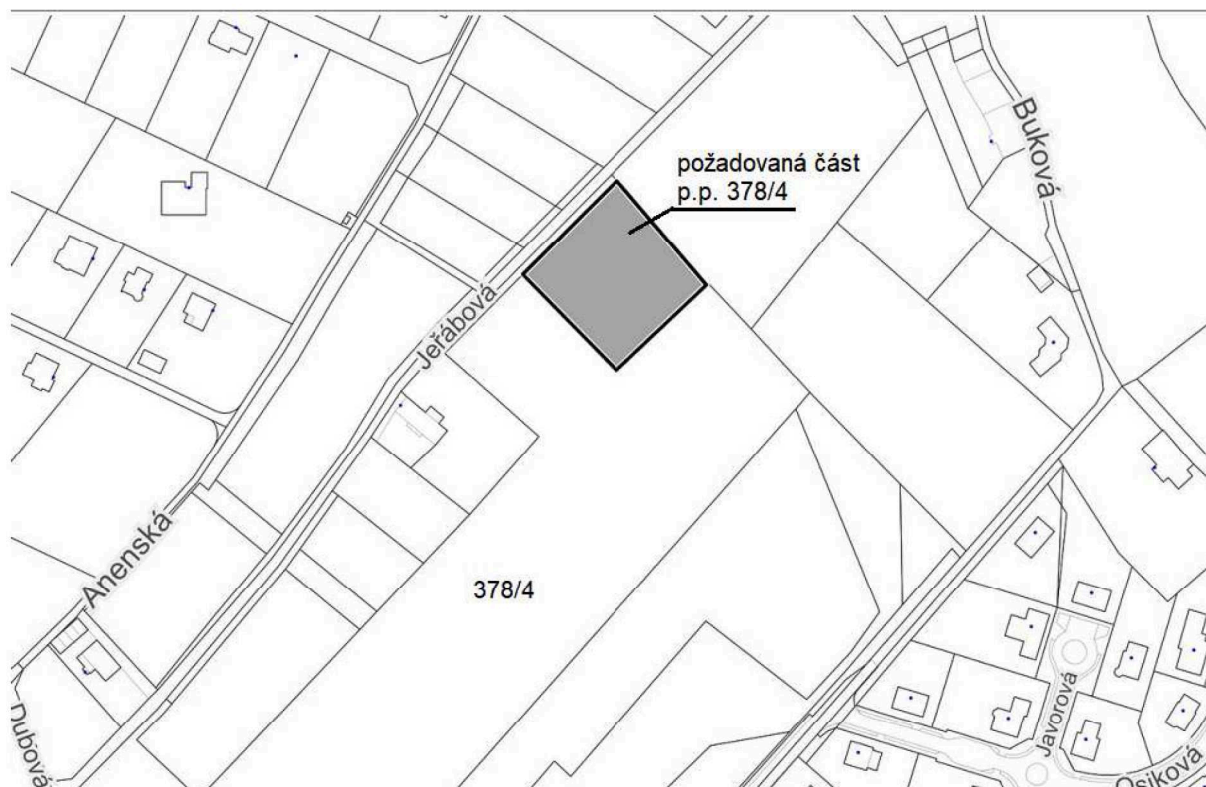 Buková
požadovaná část
p.p. 378/4
Jeřábová
Anenská
378/4
Javorová
Dubová
Osiková